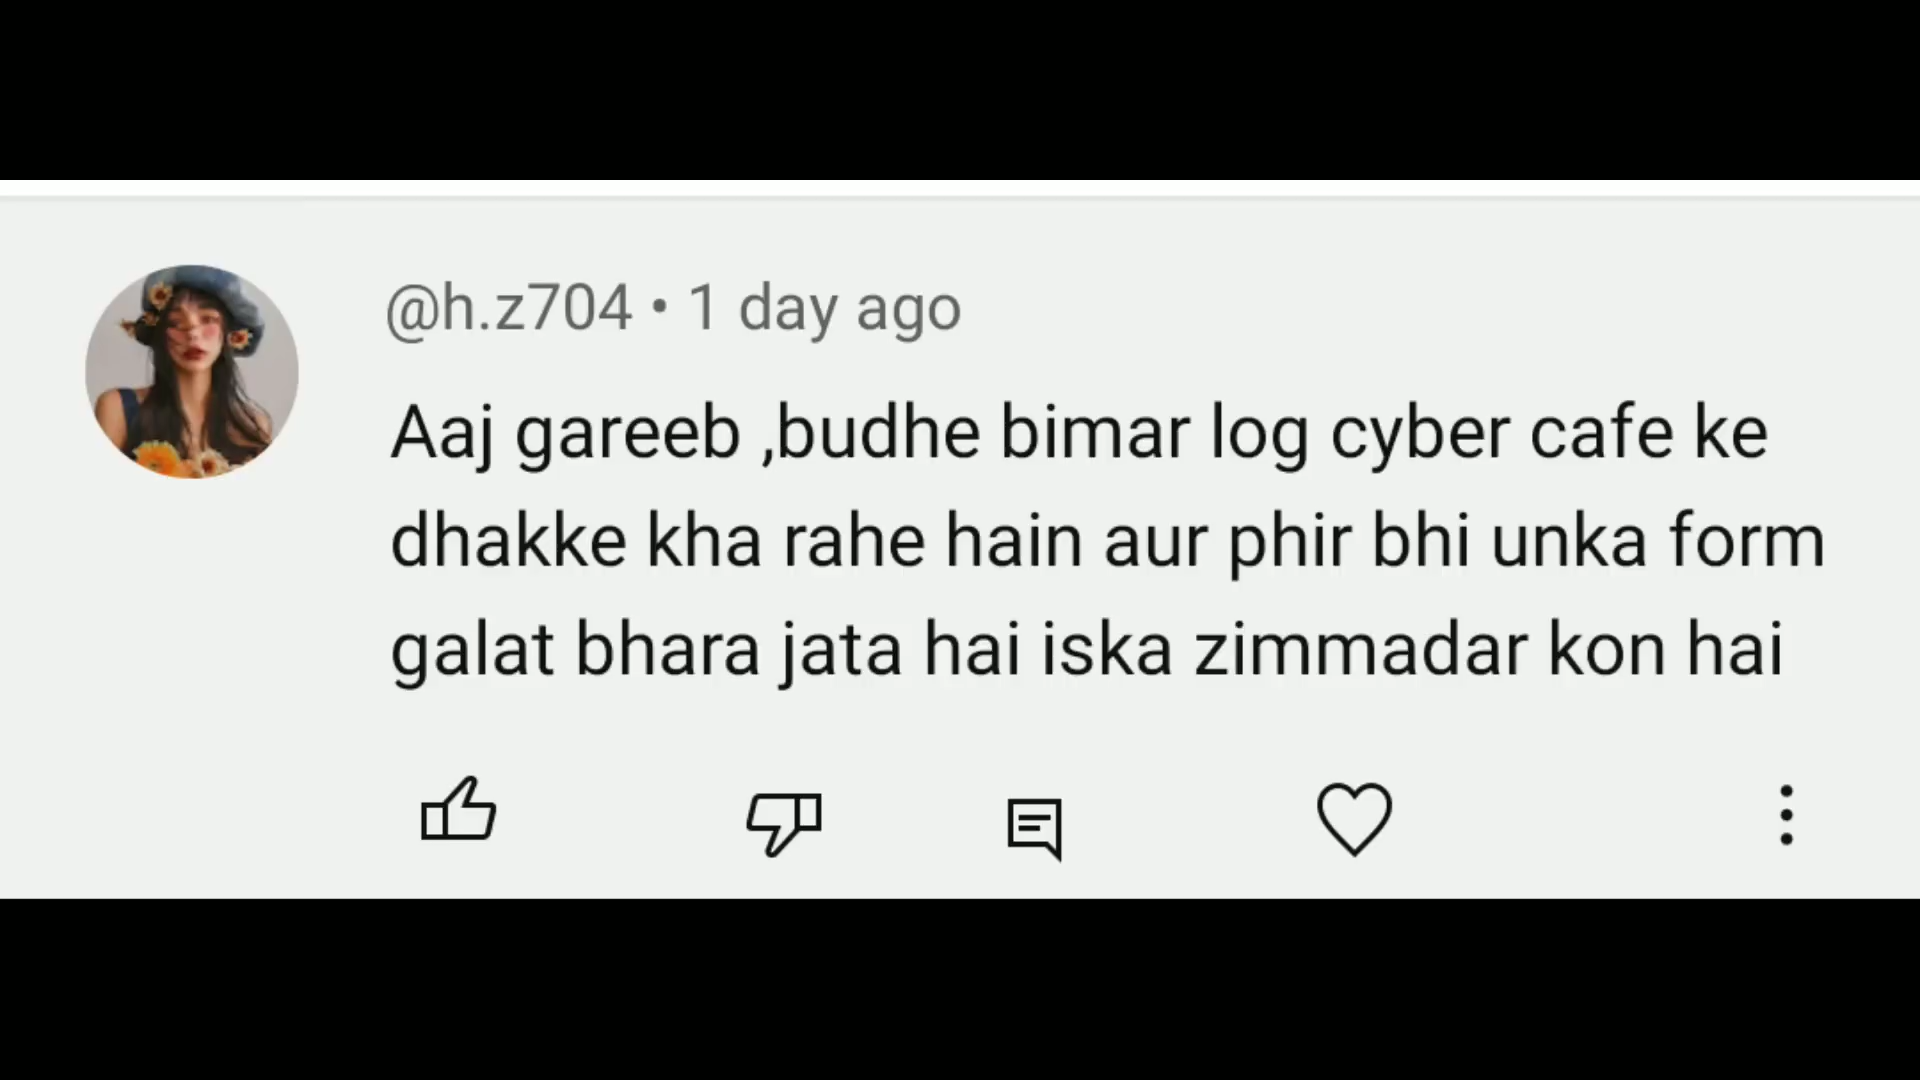 @h.z704 • 1 day ago
Aaj gareeb ,budhe bimar log cyber cafe ke
dhakke kha rahe hain aur phir bhi unka form
galat bhara jata hai iska zimmadar kon hai